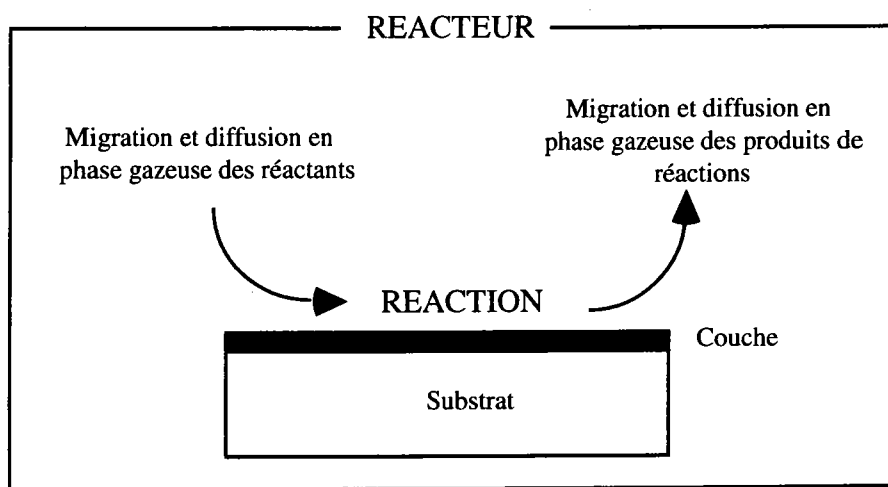 REACTEUR
Migration et diffusion en
phase gazeuse des réactants
Migration et diffusion en
phase gazeuse des produits de
réactions
REACTION
Couche
Substrat